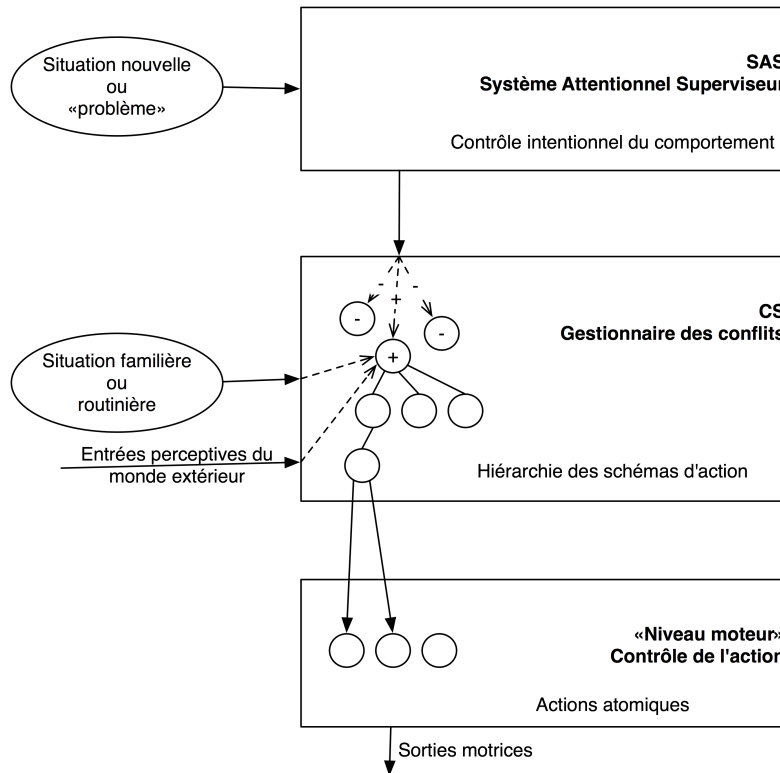 Situation nouvelle
ou
«problème»
SAS
Système Attentionnel Superviseur
Contrôle intentionnel du comportement
-
-
+
-
-
+
CS
Gestionnaire des conflits
Situation familière
ou
routinière
Entrées perceptives du
monde extérieur
Hiérarchie des schémas d'action
«Niveau moteur»
Contrôle de l'action
Actions atomiques
Sorties motrices